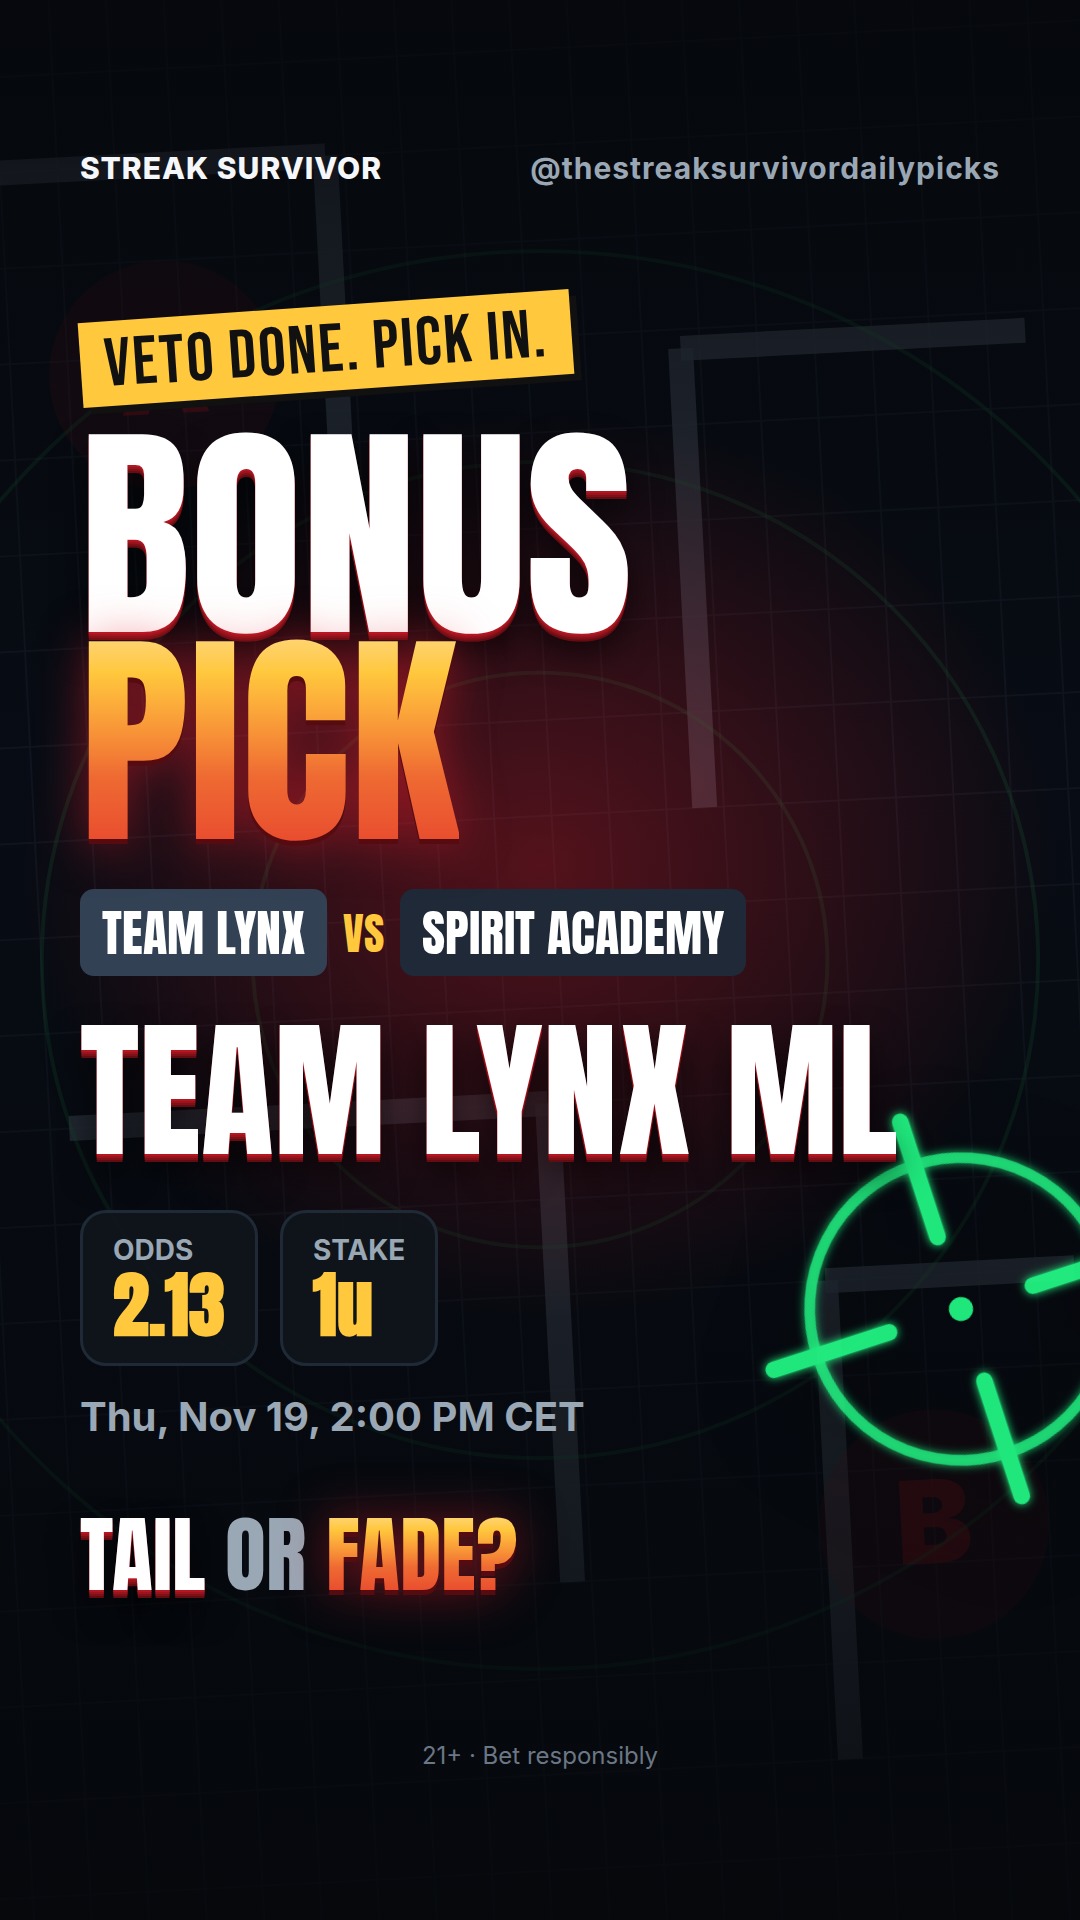 STREAK SURVIVOR
@thestreaksurvivordailypicks
VETO DONE. PICK IN.
BONUS
PICK
TEAM LYNX VS SPIRIT ACADEMY
TEAM LYNX ML
ODDS
2.13
STAKE
1u
Thu, Nov 19, 2:00 PM CET
B
TAIL OR FADE?
21+ · Bet responsibly